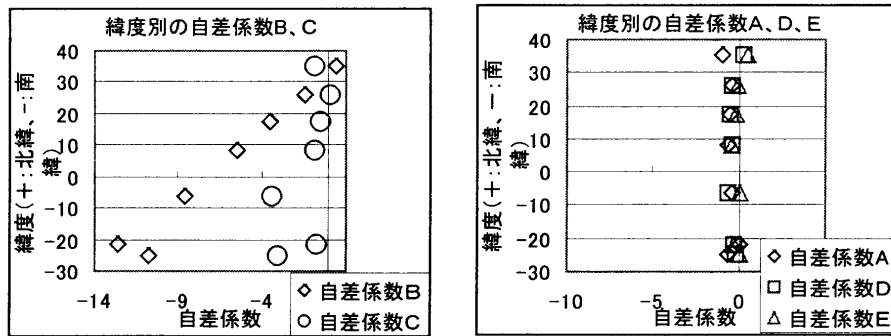 緯度別の自差係数B、C
緯度(+:北緯、-:南
緯)
40
30
20
10
0
-10
-20
-30
-14
-9
-4
自差係数
自差係数B
自差係数C
緯度別の自差係数A、D、E
緯度(+:北緯、-:南
緯)
40
30
20
10
0
-10
-20
-30
-10
-5
0
自差係数
自差係数A
自差係数D
自差係数E